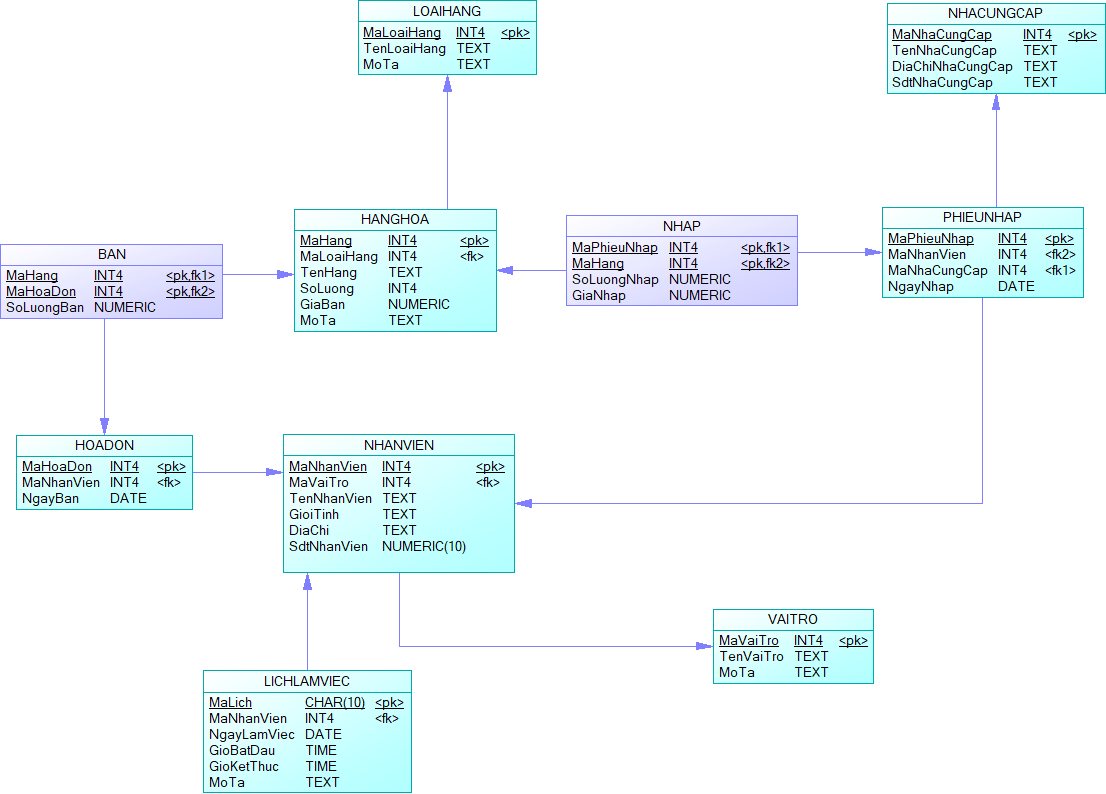 LOAIHANG
MaLoaiHang INT4 <pk>
TenLoaiHang TEXT
MoTa TEXT
NHACUNGCAP
MaNhaCungCap INT4 <pk>
TenNhaCungCap TEXT
DiaChiNhaCungCap TEXT
SdtNhaCungCap TEXT
HANGHOA
MaHang INT4 <pk>
MaLoaiHang INT4 <fk>
TenHang TEXT
SoLuong INT4
GiaBan NUMERIC
MoTa TEXT
NHAP
MaPhieuNhap INT4 <pk,fk1>
MaHang INT4 <pk,fk2>
SoLuongNhap NUMERIC
GiaNhap NUMERIC
PHIEUNHAP
MaPhieuNhap INT4 <pk>
MaNhanVien INT4 <fk2>
MaNhaCungCap INT4 <fk1>
NgayNhap DATE
BAN
MaHang INT4 <pk,fk1>
MaHoaDon INT4 <pk,fk2>
SoLuongBan NUMERIC
HOADON
MaHoaDon INT4 <pk>
MaNhanVien INT4 <fk>
NgayBan DATE
NHANVIEN
MaNhanVien INT4 <pk>
MaVaiTro INT4 <fk>
TenNhanVien TEXT
GioiTinh TEXT
DiaChi TEXT
SdtNhanVien NUMERIC(10)
VAITRO
MaVaiTro INT4 <pk>
TenVaiTro TEXT
MoTa TEXT
LICHLAMVIEC
MaLich CHAR(10) <pk>
MaNhanVien INT4 <fk>
NgayLamViec DATE
GioBatDau TIME
GioKetThuc TIME
MoTa TEXT